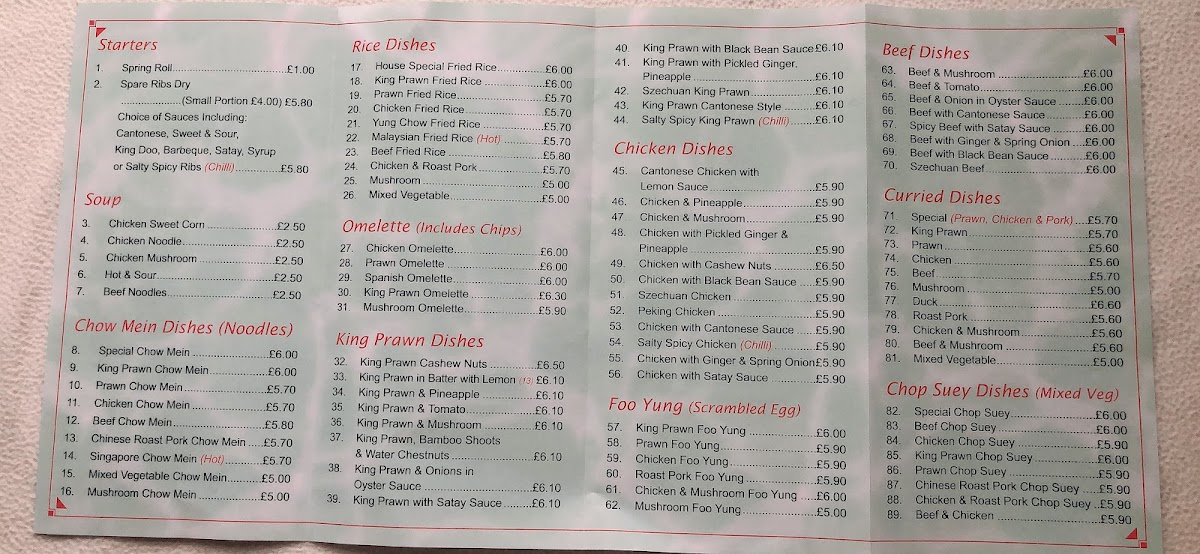 Starters
1. Spring Roll....................£1.00
2. Spare Ribs Dry
....................(Small Portion £4.00) £5.80
Choice of Sauces Including:
Cantonese, Sweet & Sour,
King Doo, Barbeque, Satay, Syrup
or Salty Spicy Ribs (Chilli)....................£5.80
Soup
3. Chicken Sweet Corn ....................£2.50
4. Chicken Noodle....................£2.50
5. Chicken Mushroom ....................£2.50
6. Hot & Sour....................£2.50
7. Beef Noodles....................£2.50
Chow Mein Dishes (Noodles)
8. Special Chow Mein ....................£6.00
9. King Prawn Chow Mein....................£6.00
10. Prawn Chow Mein....................£5.70
11. Chicken Chow Mein ....................£5.70
12. Beef Chow Mein ....................£5.80
13. Chinese Roast Pork Chow Mein .....£5.70
14. Singapore Chow Mein (Hot)............£5.70
15. Mixed Vegetable Chow Mein..........£5.00
16. Mushroom Chow Mein ....................£5.00
Rice Dishes
17. House Special Fried Rice...............£6.00
18. King Prawn Fried Rice....................£6.00
19. Prawn Fried Rice....................£5.70
20. Chicken Fried Rice ....................£5.70
21. Yung Chow Fried Rice ....................£5.70
22. Malaysian Fried Rice (Hot) ..............£5.70
23. Beef Fried Rice ....................£5.80
24. Chicken & Roast Pork....................£5.70
25. Mushroom ....................£5.00
26. Mixed Vegetable....................£5.00
Omelette (Includes Chips)
27. Chicken Omelette....................£6.00
28. Prawn Omelette ....................£6.00
29. Spanish Omelette ....................£6.00
30. King Prawn Omelette ....................£6.30
31. Mushroom Omelette....................£5.90
King Prawn Dishes
32. King Prawn Cashew Nuts ...............£6.50
33. King Prawn in Batter with Lemon (13) £6.10
34. King Prawn & Pineapple ...............£6.10
35. King Prawn & Tomato....................£6.10
36. King Prawn & Mushroom ...............£6.10
37. King Prawn, Bamboo Shoots
& Water Chestnuts ....................£6.10
38. King Prawn & Onions in
Oyster Sauce ....................£6.10
39. King Prawn with Satay Sauce .........£6.10
40. King Prawn with Black Bean Sauce£6.10
41. King Prawn with Pickled Ginger,
Pineapple ....................£6.10
42. Szechuan King Prawn....................£6.10
43. King Prawn Cantonese Style ..........£6.10
44. Salty Spicy King Prawn (Chilli).......£6.10
Chicken Dishes
45. Cantonese Chicken with
Lemon Sauce....................£5.90
46. Chicken & Pineapple....................£5.90
47 Chicken & Mushroom....................£5.90
48. Chicken with Pickled Ginger &
Pineapple ....................£5.90
49. Chicken with Cashew Nuts ............£6.50
50. Chicken with Black Bean Sauce .....£5.90
51. Szechuan Chicken ....................£5.90
52. Peking Chicken ....................£5.90
53. Chicken with Cantonese Sauce .....£5.90
54. Salty Spicy Chicken (Chilli)............£5.90
55. Chicken with Ginger & Spring Onion£5.90
56. Chicken with Satay Sauce .............£5.90
Foo Yung (Scrambled Egg)
57. King Prawn Foo Yung ....................£6.00
58. Prawn Foo Yung....................£5.90
59. Chicken Foo Yung....................£5.90
60. Roast Pork Foo Yung....................£5.90
61. Chicken & Mushroom Foo Yung .....£6.00
62. Mushroom Foo Yung....................£5.00
Beef Dishes
63. Beef & Mushroom ....................£6.00
64. Beef & Tomato....................£6.00
65. Beef & Onion in Oyster Sauce .......£6.00
66. Beef with Cantonese Sauce...........£6.00
67. Spicy Beef with Satay Sauce .........£6.00
68. Beef with Ginger & Spring Onion ....£6.00
69. Beef with Black Bean Sauce..........£6.00
70. Szechuan Beef ....................£6.00
Curried Dishes
71. Special (Prawn, Chicken & Pork)....£5.70
72. King Prawn....................£5.70
73. Prawn....................£5.60
74. Chicken ....................£5.60
75. Beef....................£5.70
76. Mushroom ....................£5.00
77. Duck....................£6.60
78. Roast Pork....................£5.60
79. Chicken & Mushroom....................£5.60
80. Beef & Mushroom ....................£5.60
81. Mixed Vegetable....................£5.00
Chop Suey Dishes (Mixed Veg)
82. Special Chop Suey....................£6.00
83. Beef Chop Suey....................£6.00
84. Chicken Chop Suey ....................£5.90
85. King Prawn Chop Suey ...............£6.00
86. Prawn Chop Suey ....................£5.90
87. Chinese Roast Pork Chop Suey .....£5.90
88. Chicken & Roast Pork Chop Suey ..£5.90
89. Beef & Chicken ....................£5.90